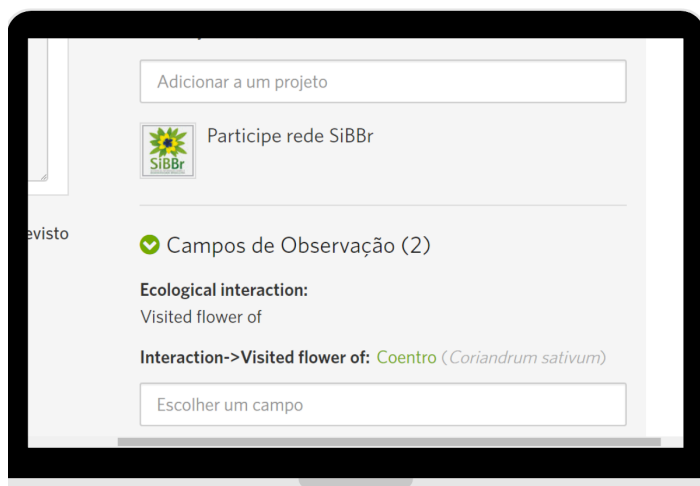 Adicionar a um projeto
SiBBr
Participe rede SiBBr
evisto
Campos de Observação (2)
Ecological interaction:
Visited flower of
Interaction->Visited flower of: Coentro (Coriandrum sativum)
Escolher um campo